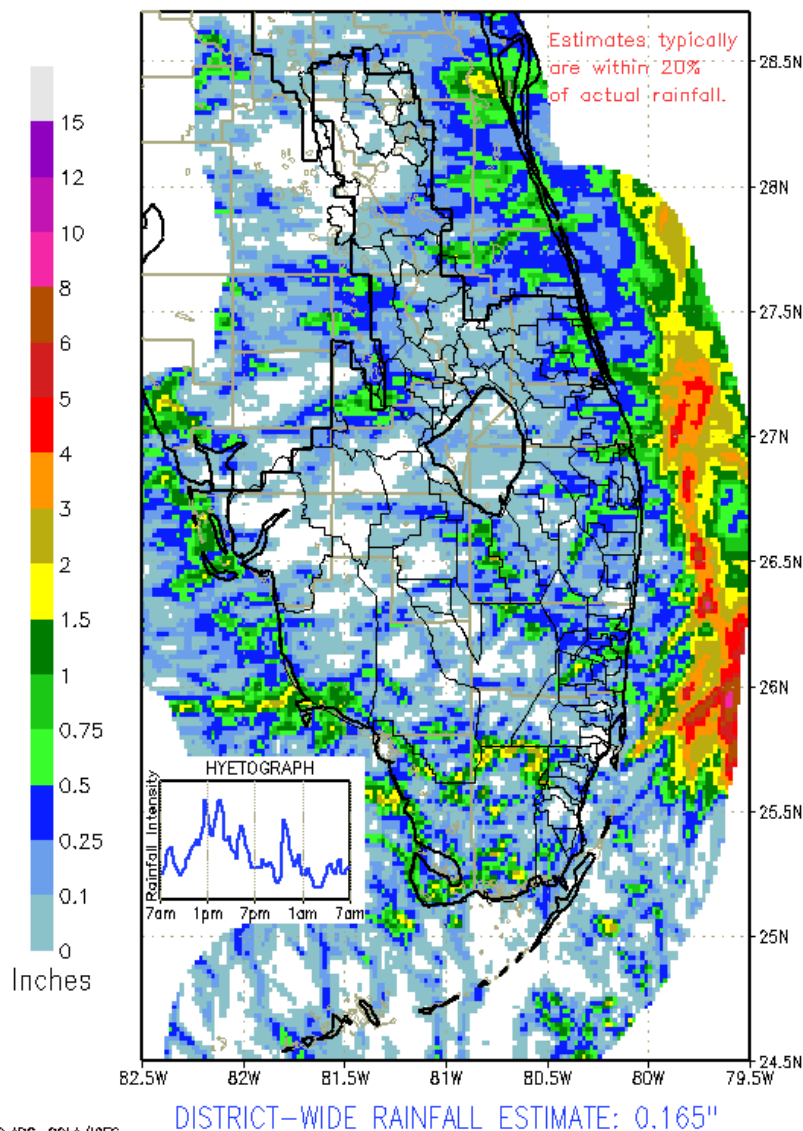 Estimates typically
are within 20%
of actual rainfall.
15
12
10
8
6
5
4
3
2
1.5
1
0.75
0.5
0.25
0.1
0
Inches
28.5N
28N
27.5N
27N
26.5N
26N
25.5N
25N
24.5N
HYETOGRAPH
Rainfall Intensity
7am 1pm 7pm 1am 7am
82.5W 82W 81.5W 81W 80.5W 80W 79.5W
DISTRICT-WIDE RAINFALL ESTIMATE: 0.165"